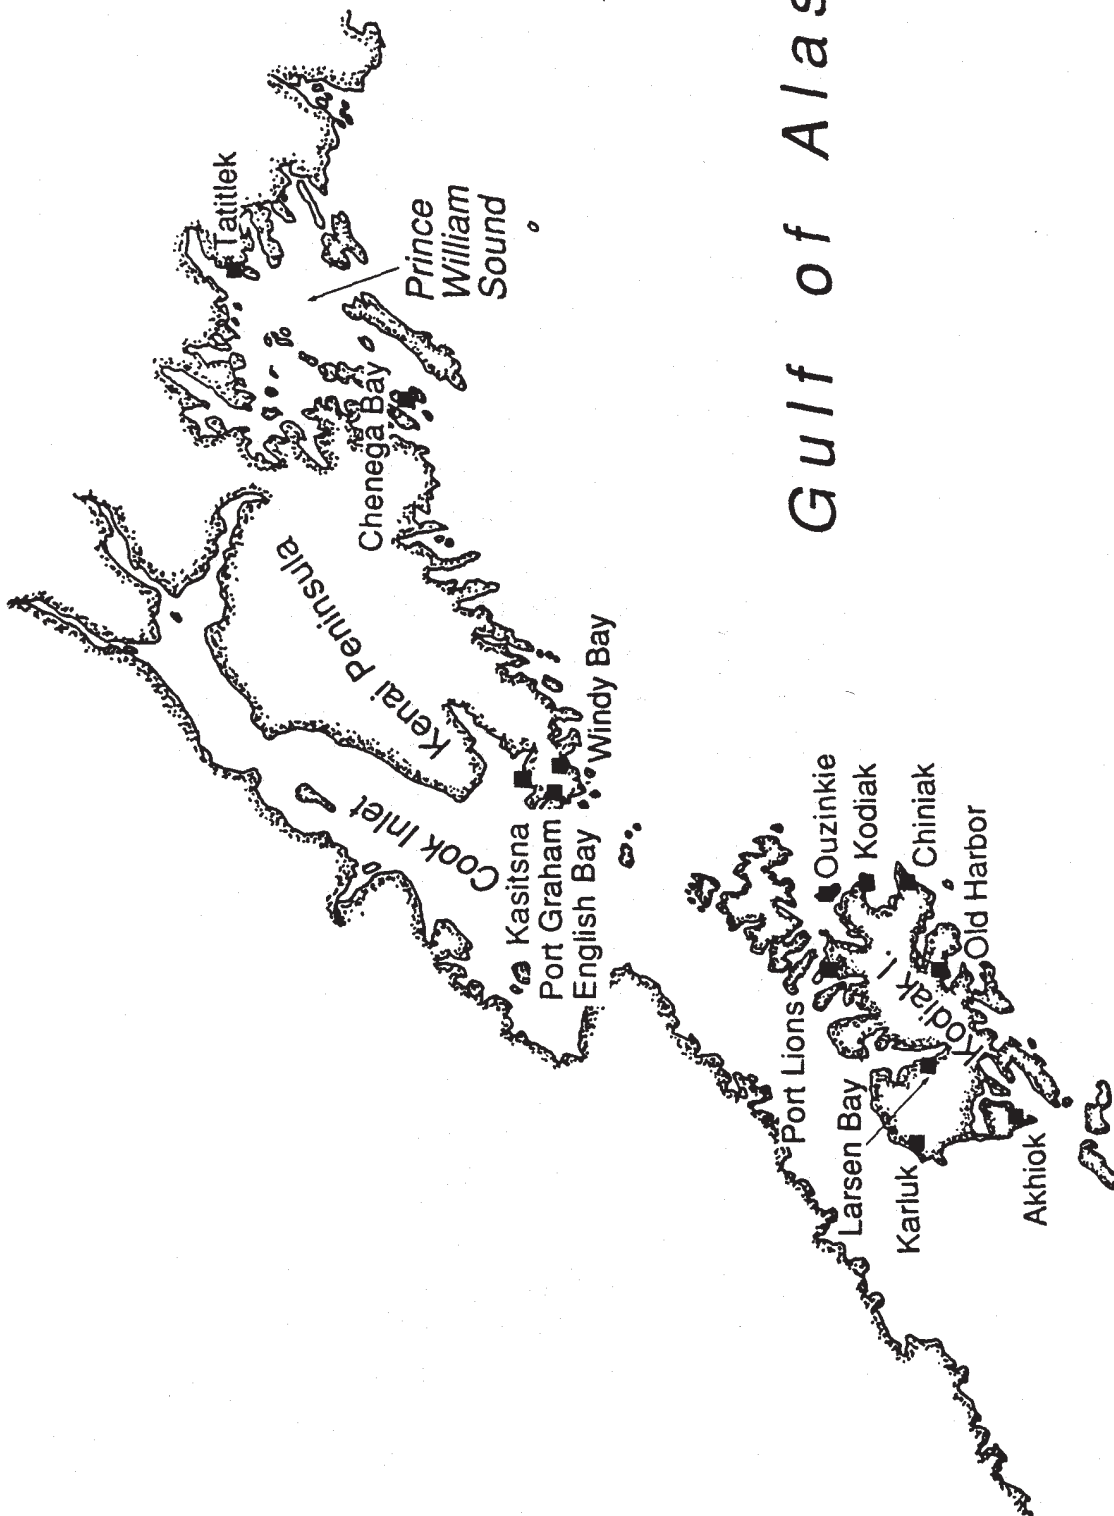 Tatitlek
Prince
William
Sound
Chenega Bay
Kenai Peninsula
Cook Inlet
Windy Bay
Kasitsna
Port Graham
English Bay
Gulf of Alas
Ouzinkie
Kodiak
Chiniak
Old Harbor
Kodiak I.
Port Lions
Larsen Bay
Karluk
Akhiok